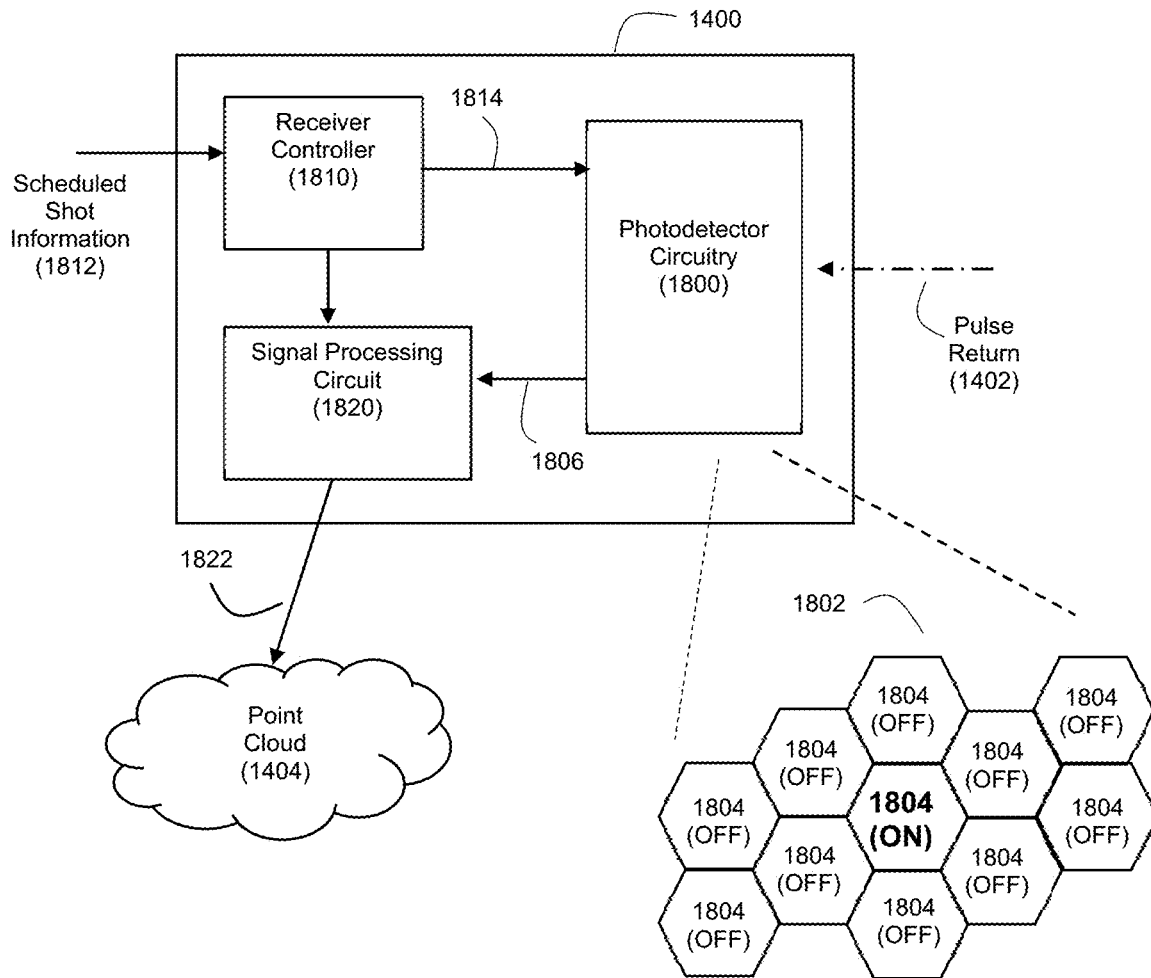 1400
Receiver
Controller
(1810)
1814
Scheduled
Shot
Information
(1812)
Photodetector
Circuitry
(1800)
Signal Processing
Circuit
(1820)
1806
Pulse
Return
(1402)
1822
Point
Cloud
(1404)
1802
1804
(OFF)
1804
(OFF)
1804
(OFF)
1804
(OFF)
1804
(OFF)
1804
(ON)
1804
(OFF)
1804
(OFF)
1804
(OFF)
1804
(OFF)
1804
(OFF)